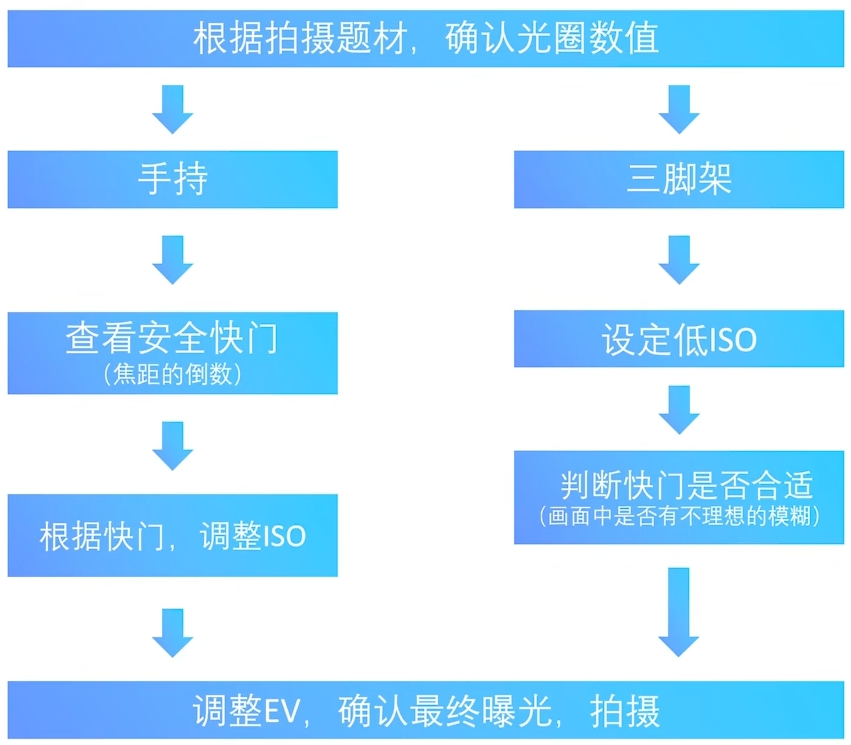 根据拍摄题材，确认光圈数值
手持
三脚架
查看安全快门
（焦距的倒数）
设定低ISO
根据快门，调整ISO
判断快门是否合适
（画面中是否有不理想的模糊）
调整EV，确认最终曝光，拍摄